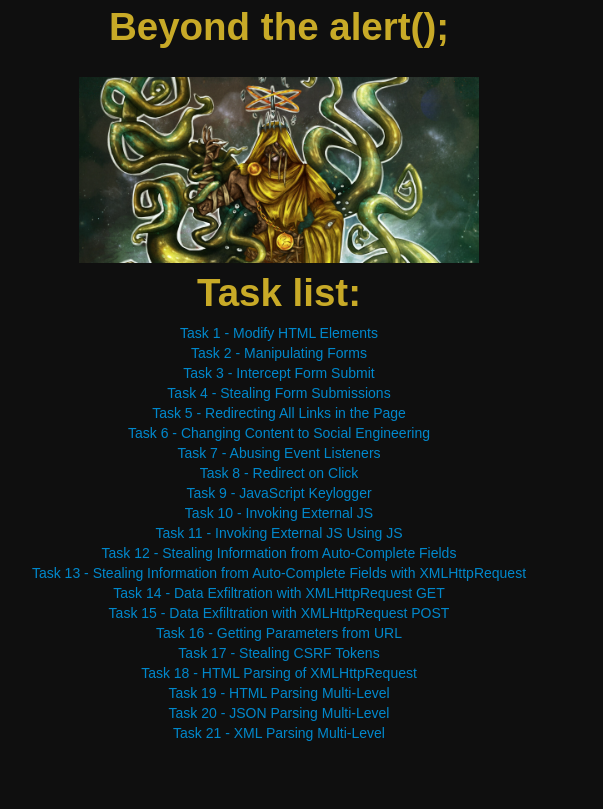 Beyond the alert();
Task list:
Task 1 - Modify HTML Elements
Task 2 - Manipulating Forms
Task 3 - Intercept Form Submit
Task 4 - Stealing Form Submissions
Task 5 - Redirecting All Links in the Page
Task 6 - Changing Content to Social Engineering
Task 7 - Abusing Event Listeners
Task 8 - Redirect on Click
Task 9 - JavaScript Keylogger
Task 10 - Invoking External JS
Task 11 - Invoking External JS Using JS
Task 12 - Stealing Information from Auto-Complete Fields
Task 13 - Stealing Information from Auto-Complete Fields with XMLHttpRequest
Task 14 - Data Exfiltration with XMLHttpRequest GET
Task 15 - Data Exfiltration with XMLHttpRequest POST
Task 16 - Getting Parameters from URL
Task 17 - Stealing CSRF Tokens
Task 18 - HTML Parsing of XMLHttpRequest
Task 19 - HTML Parsing Multi-Level
Task 20 - JSON Parsing Multi-Level
Task 21 - XML Parsing Multi-Level